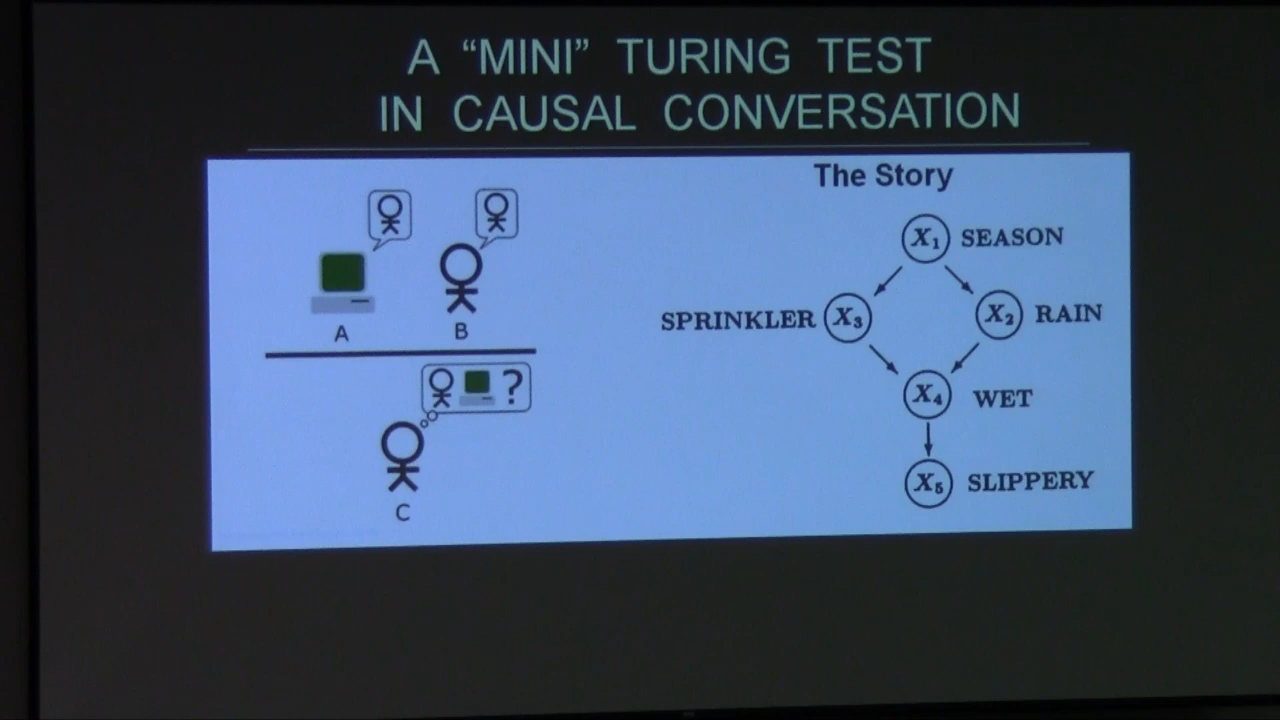 A “MINI” TURING TEST
IN CAUSAL CONVERSATION
A
B
?
C
The Story
X₁ SEASON
SPRINKLER X₃
X₂ RAIN
X₄ WET
X₅ SLIPPERY